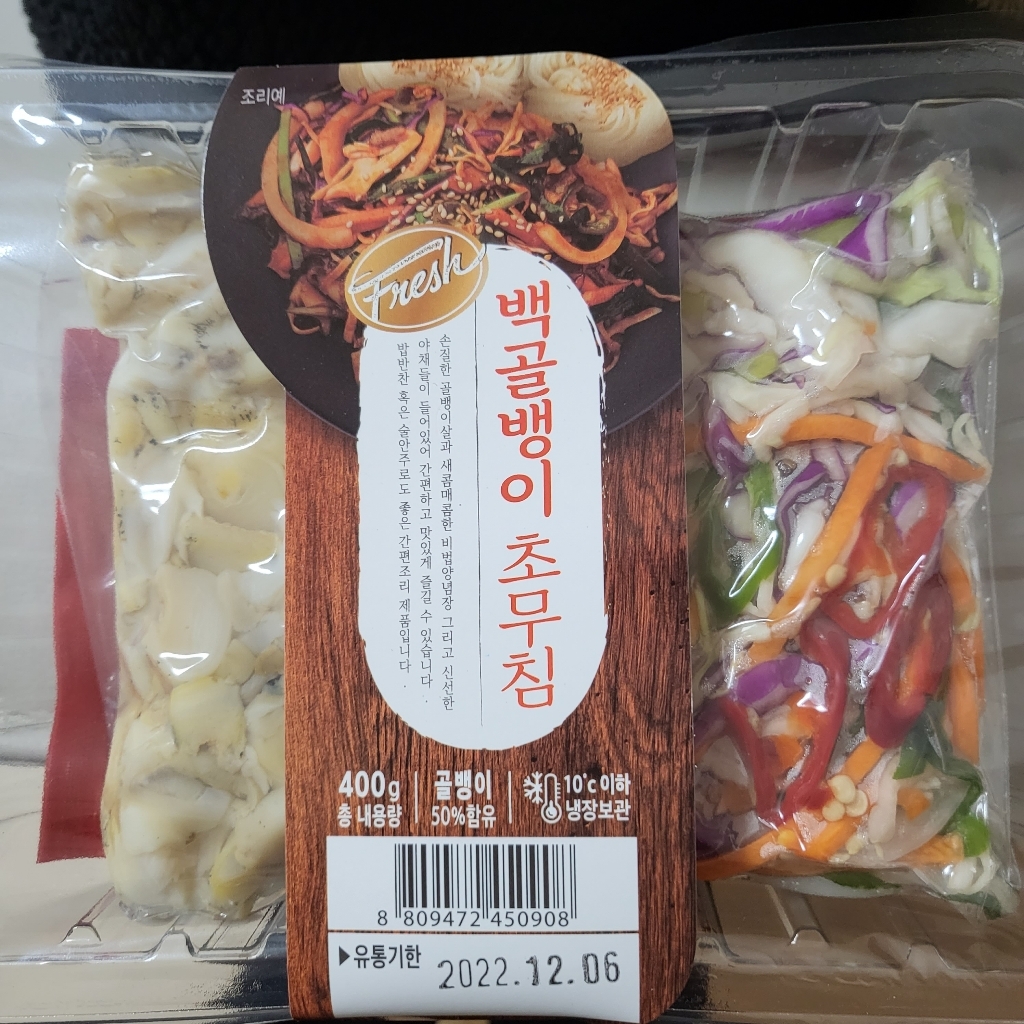 조리예
Fresh
백골뱅이 초무침
손질한 골뱅이살과 새콤매콤한 비법양념장 그리고 신선한
야채들이 들어있어 간편하고 맛있게 즐길 수 있습니다.
밥반찬 혹은 술안주로도 좋은 간편조리 제품입니다.
400g
총 내용량
골뱅이
50%함유
10°c 이하
냉장보관
8 809472 450908
▶유통기한 2022.12.06